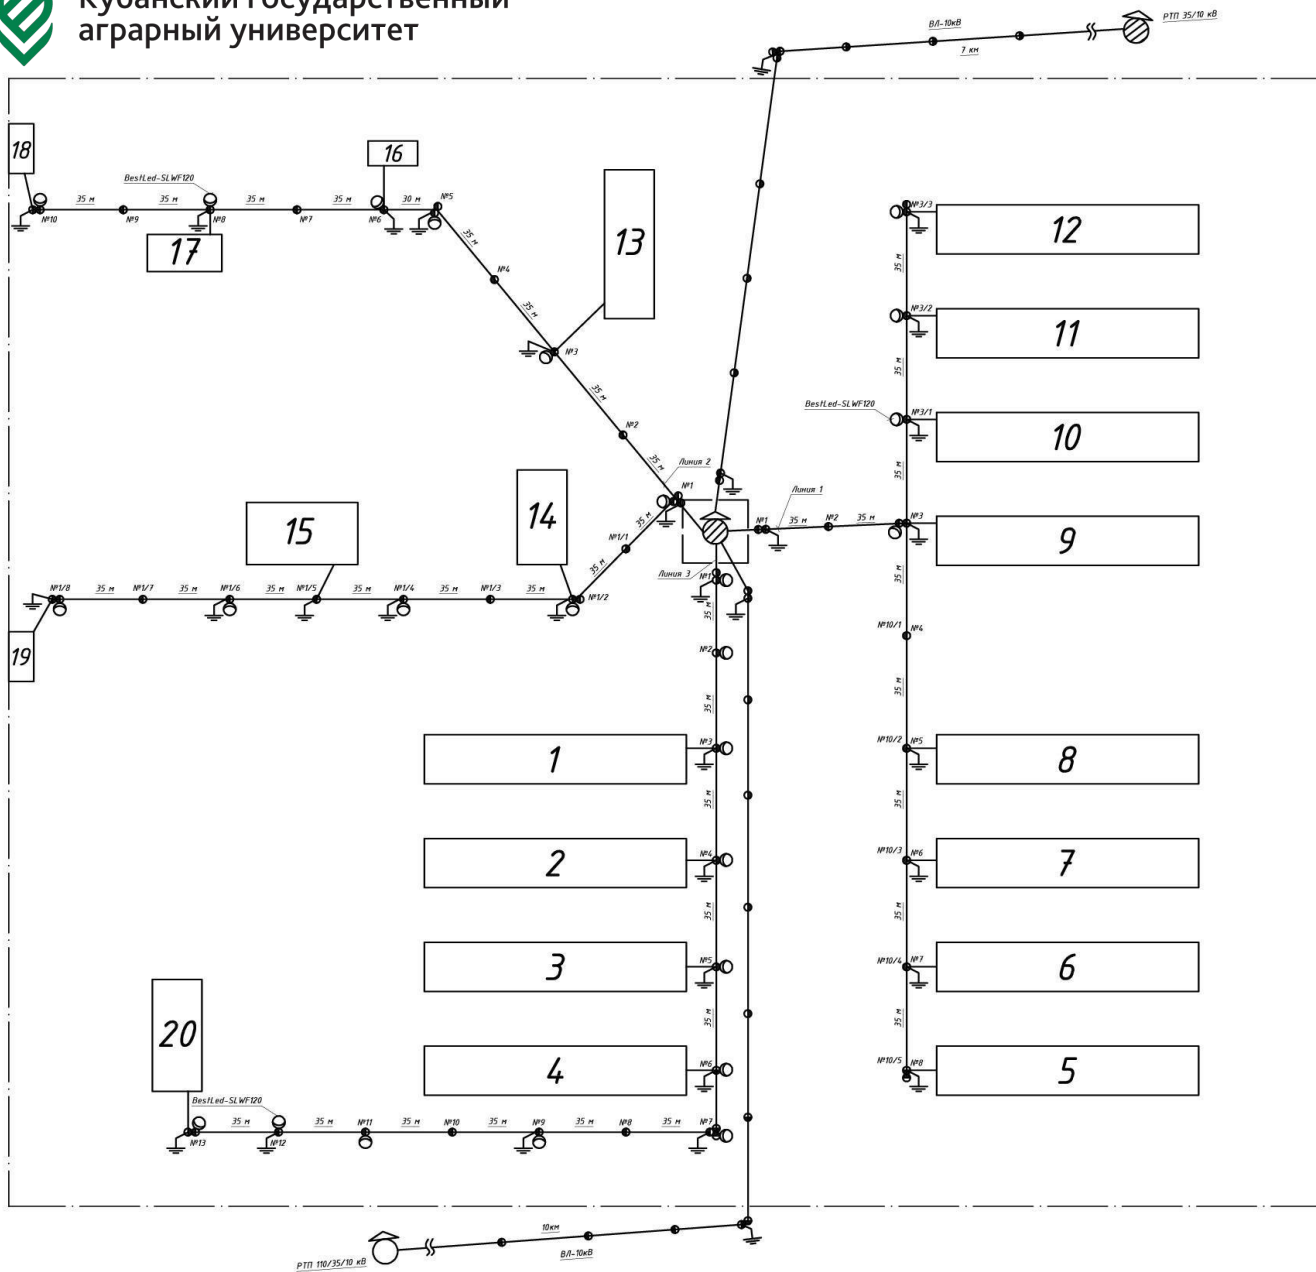 Кубанский государственный
аграрный университет
РТП 35/10 кВ
ВЛ-10кВ
7 км
18
16
BestLed-SLWF120
35 м
35 м
35 м
35 м
30 м
№5
№10
№9
№8
№7
№6
17
13
35 м
№4
35 м
№3
35 м
№2
35 м
Линия 2
№1
№3/3
12
35 м
№3/2
11
35 м
BestLed-SLWF120
№3/1
10
35 м
Линия 1
№1
35 м
№2
35 м
№3
9
35 м
14
15
35 м
№1/1
35 м
Линия 3
№1
№1/8
35 м
№1/7
35 м
№1/6
35 м
№1/5
35 м
№1/4
35 м
№1/3
35 м
№1/2
19
35 м
№2
№10/1
№4
35 м
35 м
1
№3
№10/2
№5
8
35 м
35 м
2
№4
№10/3
№6
7
35 м
35 м
3
№5
№10/4
№7
6
35 м
35 м
4
№6
№10/5
№8
5
20
BestLed-SLWF120
№13
35 м
№12
35 м
№11
35 м
№10
35 м
№9
35 м
№8
35 м
№7
10км
ВЛ-10кВ
РТП 110/35/10 кВ